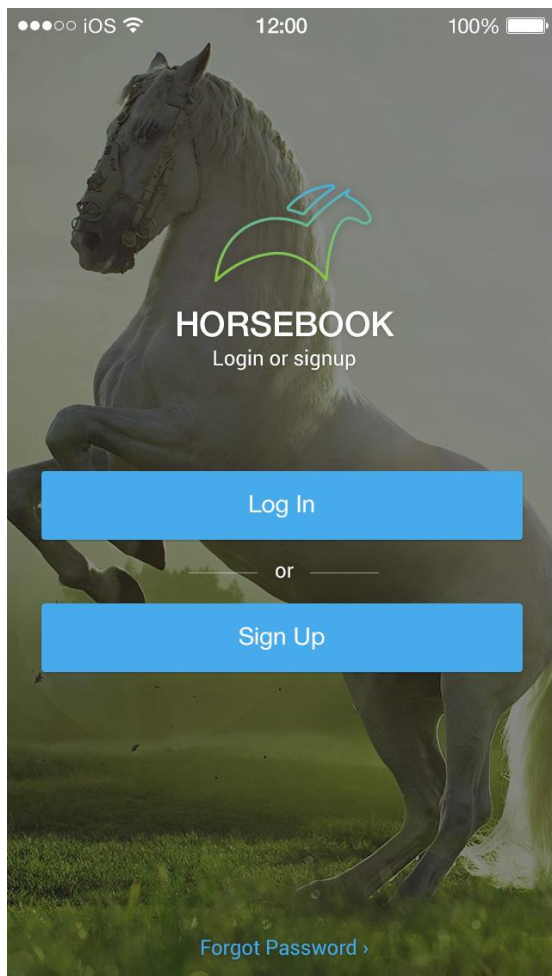 iOS 12:00 100%
HORSEBOOK
Login or signup
Log In
or
Sign Up
Forgot Password ›